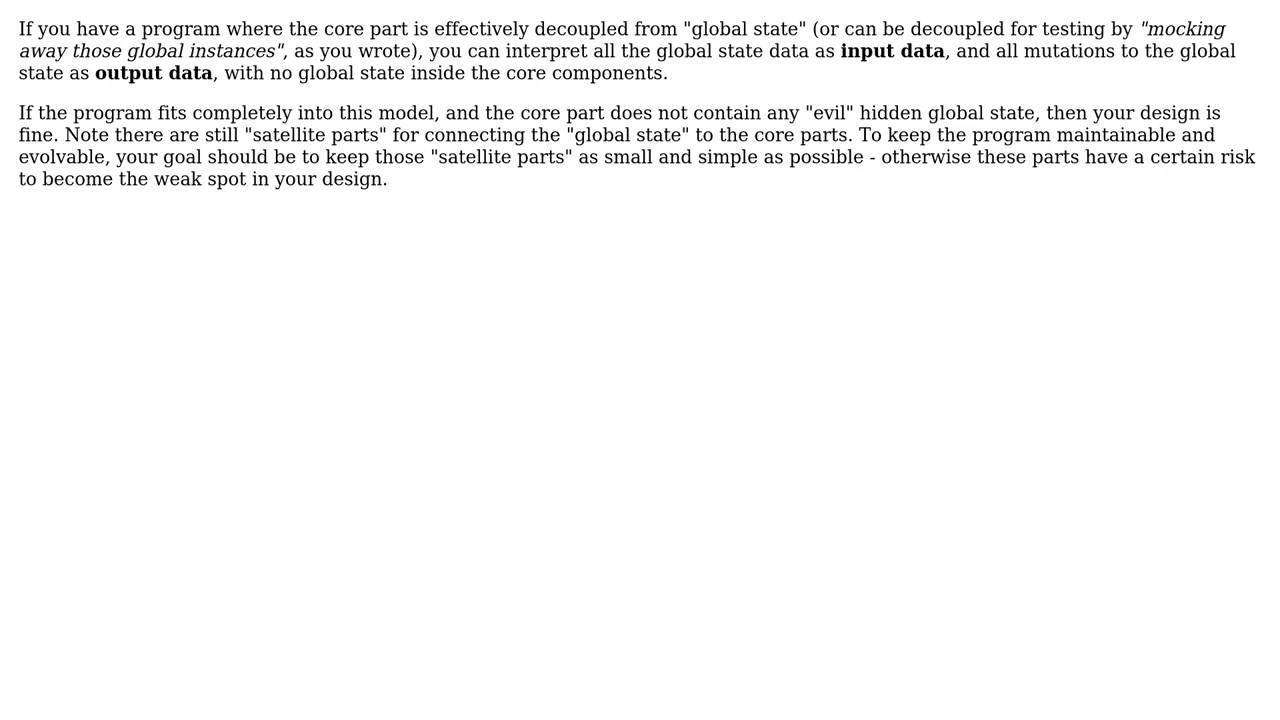 If you have a program where the core part is effectively decoupled from "global state" (or can be decoupled for testing by "mocking
away those global instances", as you wrote), you can interpret all the global state data as input data, and all mutations to the global
state as output data, with no global state inside the core components.
If the program fits completely into this model, and the core part does not contain any "evil" hidden global state, then your design is
fine. Note there are still "satellite parts" for connecting the "global state" to the core parts. To keep the program maintainable and
evolvable, your goal should be to keep those "satellite parts" as small and simple as possible - otherwise these parts have a certain risk
to become the weak spot in your design.